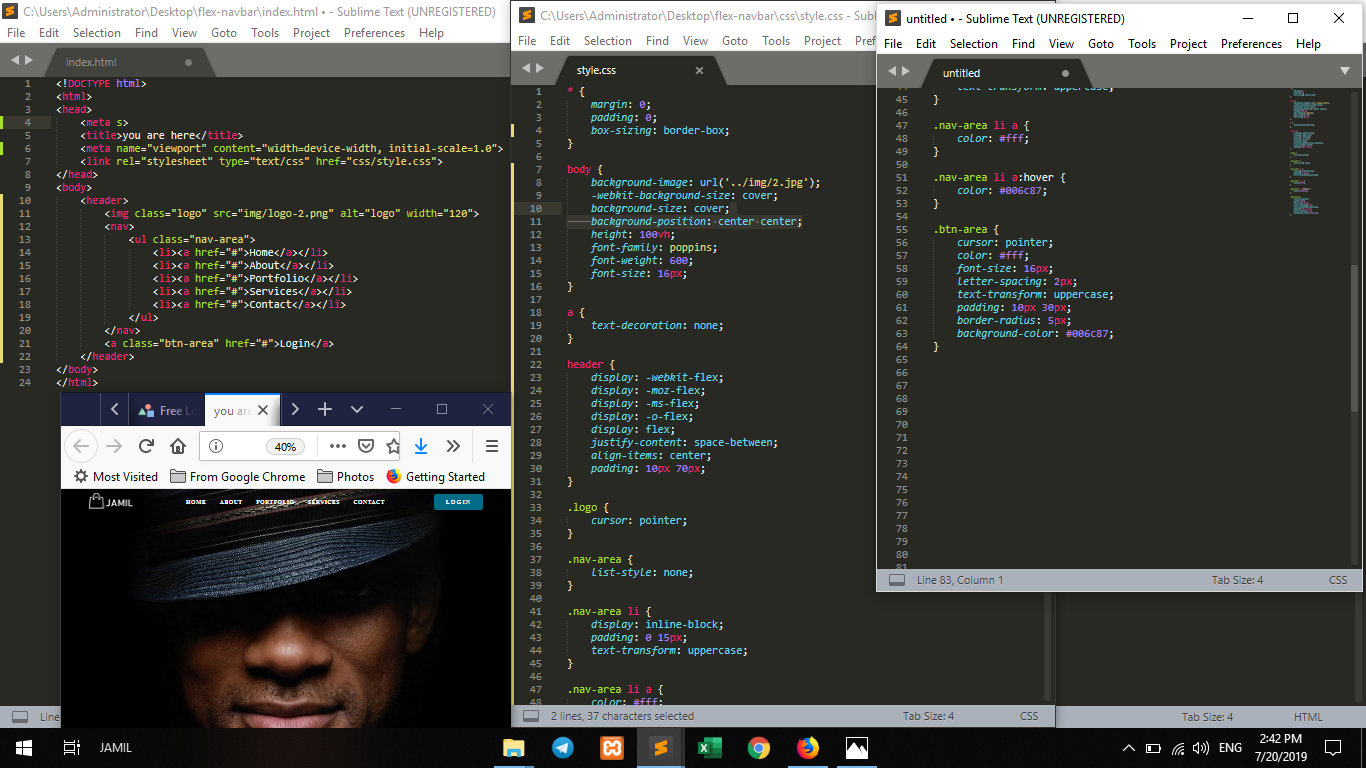 C:\Users\Administrator\Desktop\flex-navbar\index.html • - Sublime Text (UNREGISTERED)
File Edit Selection Find View Goto Tools Project Preferences Help
index.html
1 <!DOCTYPE html>
2 <html>
3 <head>
4 <meta s>
5 <title>you are here</title>
6 <meta name="viewport" content="width=device-width, initial-scale=1.0">
7 <link rel="stylesheet" type="text/css" href="css/style.css">
8 </head>
9 <body>
10 <header>
11 <img class="logo" src="img/logo-2.png" alt="logo" width="120">
12 <nav>
13 <ul class="nav-area">
14 <li><a href="#">Home</a></li>
15 <li><a href="#">About</a></li>
16 <li><a href="#">Portfolio</a></li>
17 <li><a href="#">Services</a></li>
18 <li><a href="#">Contact</a></li>
19 </ul>
20 </nav>
21 <a class="btn-area" href="#">Login</a>
22 </header>
23 </body>
24 </html>
Free L
you are
40%
Most Visited From Google Chrome Photos Getting Started
JAMIL HOME ABOUT PORTFOLIO SERVICES CONTACT LOGIN
Line
C:\Users\Administrator\Desktop\flex-navbar\css\style.css - Su
File Edit Selection Find View Goto Tools Project
style.css
1 * {
2 margin: 0;
3 padding: 0;
4 box-sizing: border-box;
5 }
6
7 body {
8 background-image: url('../img/2.jpg');
9 -webkit-background-size: cover;
10 background-size: cover;
11 background-position: center center;
12 height: 100vh;
13 font-family: poppins;
14 font-weight: 600;
15 font-size: 16px;
16 }
17
18 a {
19 text-decoration: none;
20 }
21
22 header {
23 display: -webkit-flex;
24 display: -moz-flex;
25 display: -ms-flex;
26 display: -o-flex;
27 display: flex;
28 justify-content: space-between;
29 align-items: center;
30 padding: 10px 70px;
31 }
32
33 .logo {
34 cursor: pointer;
35 }
36
37 .nav-area {
38 list-style: none;
39 }
40
41 .nav-area li {
42 display: inline-block;
43 padding: 0 15px;
44 text-transform: uppercase;
45 }
46
47 .nav-area li a {
48 color: #fff;
2 lines, 37 characters selected Tab Size: 4 CSS
untitled • - Sublime Text (UNREGISTERED)
File Edit Selection Find View Goto Tools Project Preferences Help
untitled
44 text-transform: uppercase;
45 }
46
47 .nav-area li a {
48 color: #fff;
49 }
50
51 .nav-area li a:hover {
52 color: #006c87;
53 }
54
55 .btn-area {
56 cursor: pointer;
57 color: #fff;
58 font-size: 16px;
59 letter-spacing: 2px;
60 text-transform: uppercase;
61 padding: 10px 30px;
62 border-radius: 5px;
63 background-color: #006c87;
64 }
65
66
67
68
69
70
71
72
73
74
75
76
77
78
79
80
81
Line 83, Column 1 Tab Size: 4 CSS
Tab Size: 4 HTML
JAMIL
ENG
2:42 PM
7/20/2019